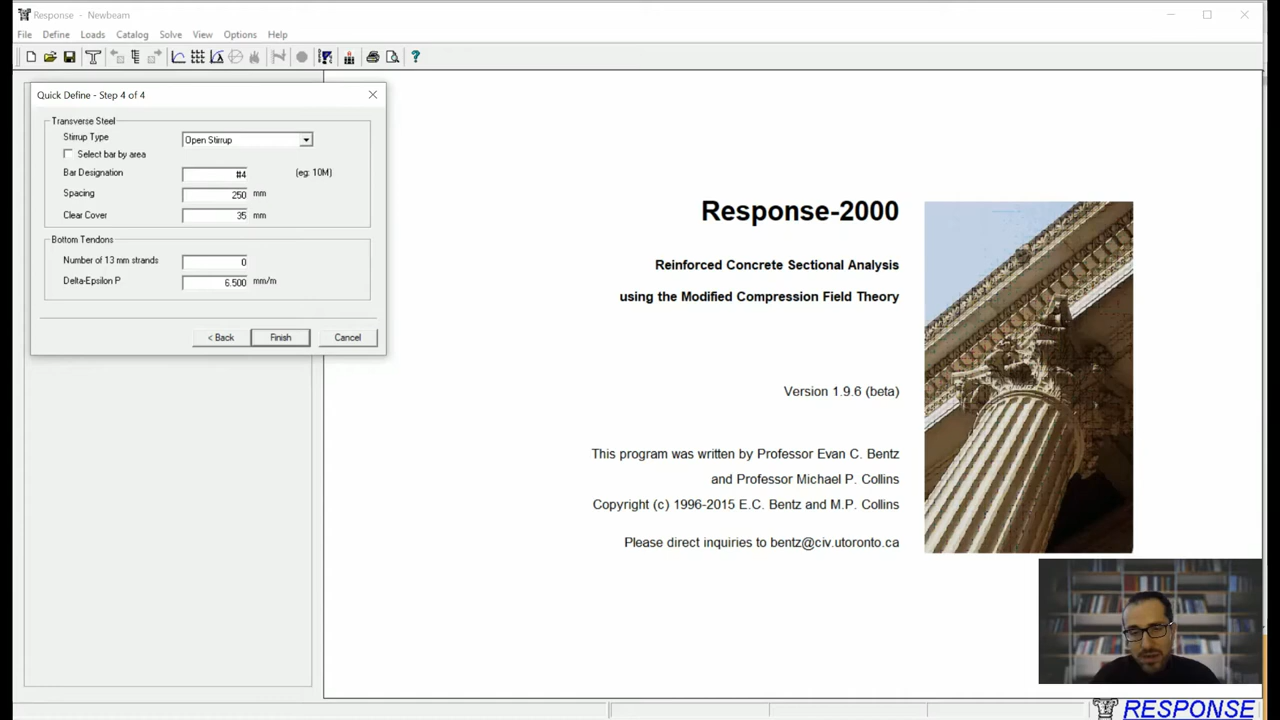 Response - Newbeam
File Define Loads Catalog Solve View Options Help
Quick Define - Step 4 of 4
Transverse Steel
Stirrup Type Open Stirrup
Select bar by area
Bar Designation #4 (eg: 10M)
Spacing 250 mm
Clear Cover 35 mm
Bottom Tendons
Number of 13 mm strands 0
Delta-Epsilon P 6.500 mm/m
< Back Finish Cancel
Response-2000
Reinforced Concrete Sectional Analysis
using the Modified Compression Field Theory
Version 1.9.6 (beta)
This program was written by Professor Evan C. Bentz
and Professor Michael P. Collins
Copyright (c) 1996-2015 E.C. Bentz and M.P. Collins
Please direct inquiries to bentz@civ.utoronto.ca
RESPONSE